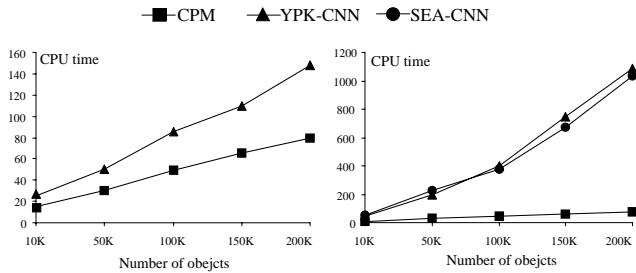 CPM YPK-CNN SEA-CNN
CPU time
160
140
120
100
80
60
40
20
0
10K 50K 100K 150K 200K
Number of obejcts
CPU time
1200
1000
800
600
400
200
0
10K 50K 100K 150K 200K
Number of obejcts